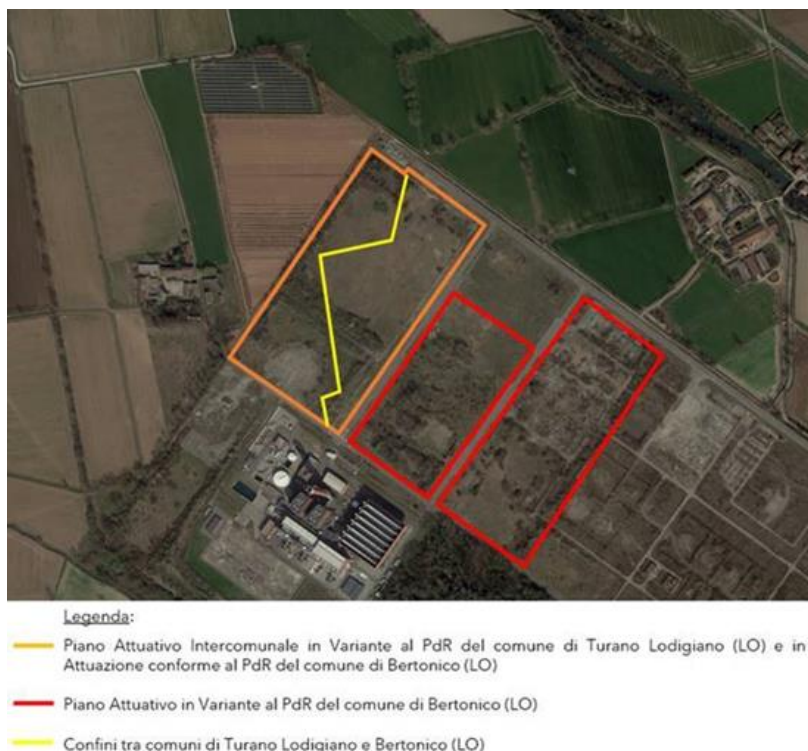 Legenda:
Piano Attuativo Intercomunale in Variante al PdR del comune di Turano Lodigiano (LO) e in
Attuazione conforme al PdR del comune di Bertonico (LO)
Piano Attuativo in Variante al PdR del comune di Bertonico (LO)
Confini tra comuni di Turano Lodigiano e Bertonico (LO)